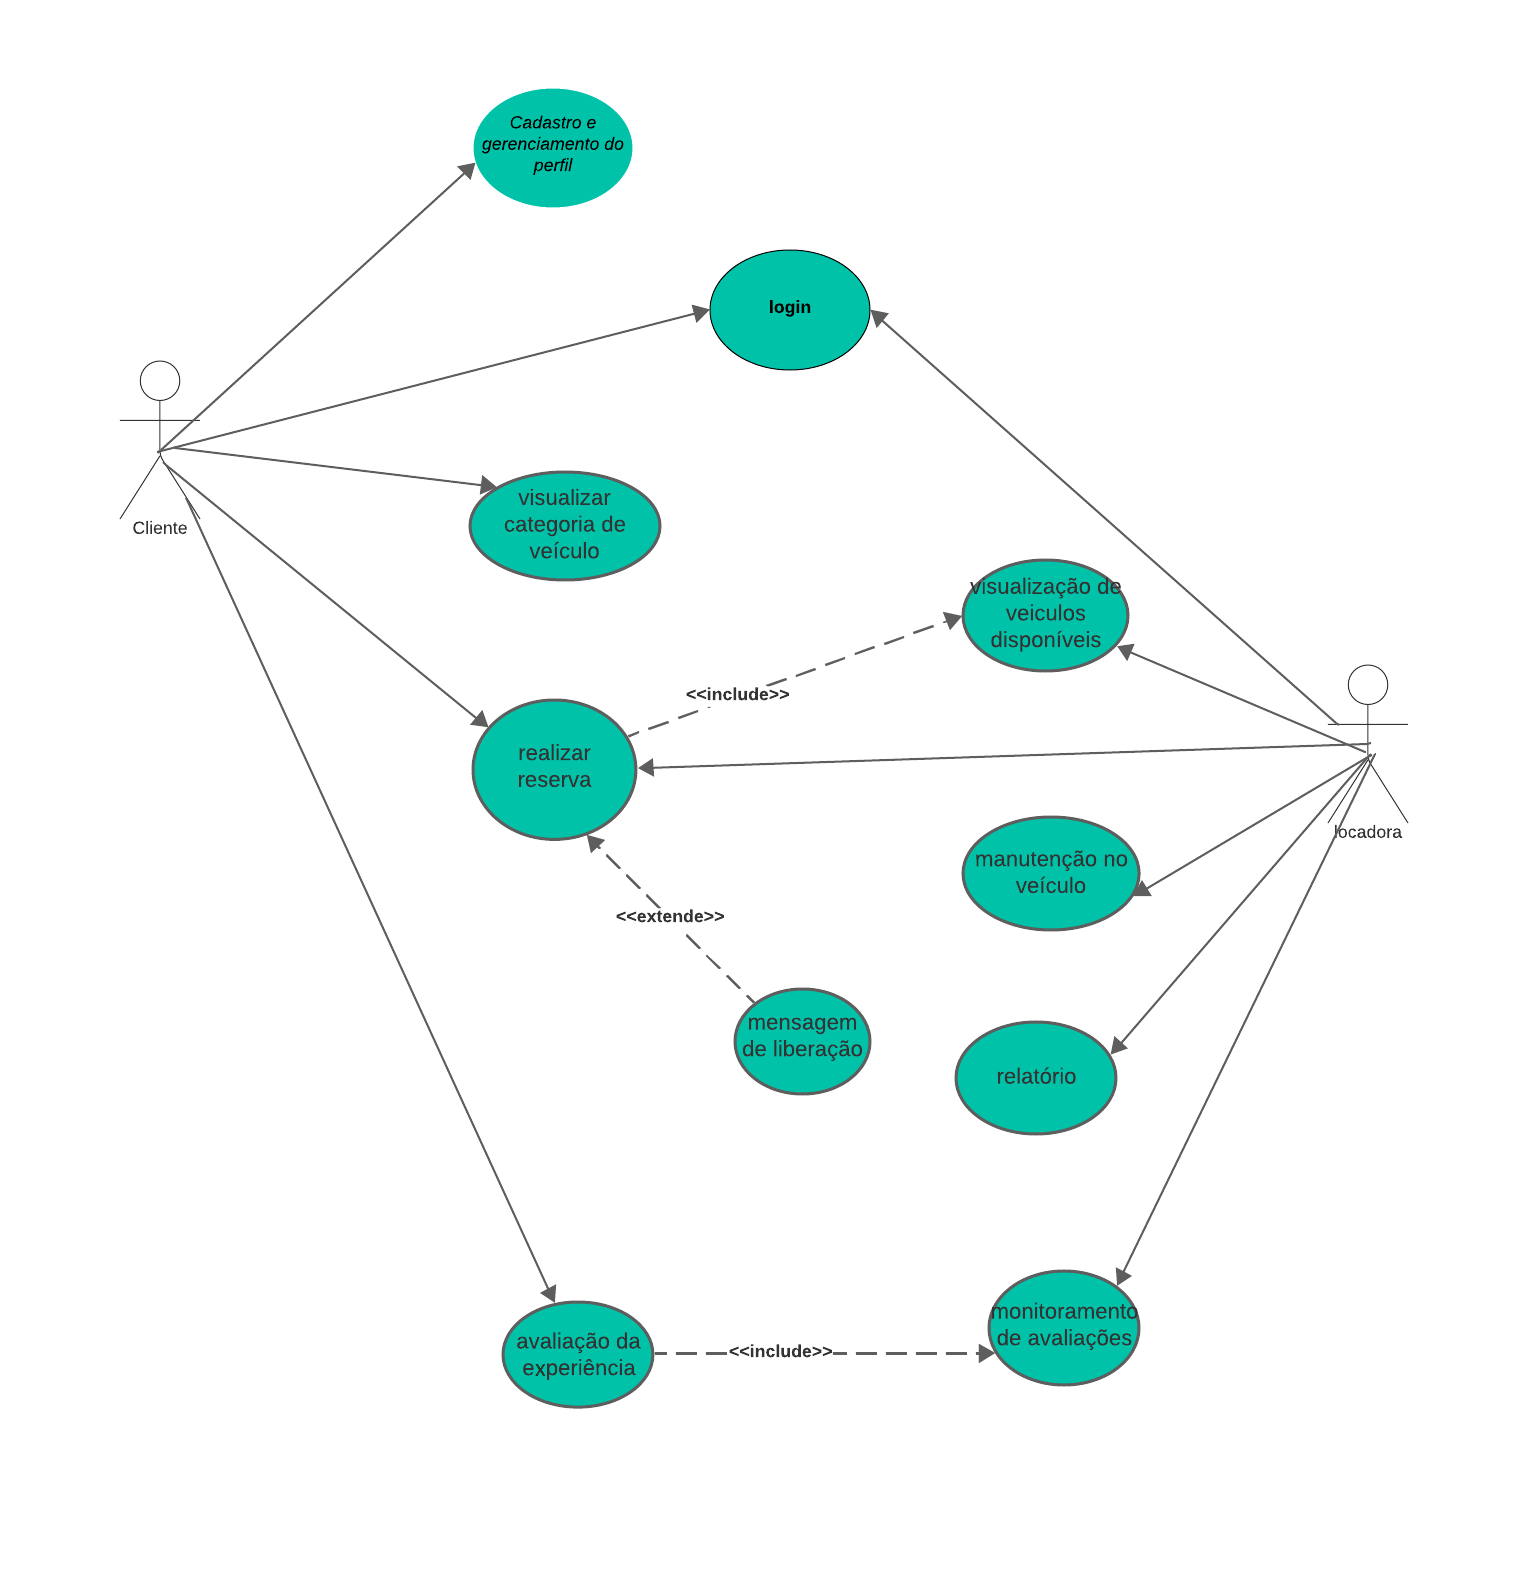 Cadastro e
gerenciamento do
perfil
login
visualizar
categoria de
veículo
Cliente
visualização de
veiculos
disponíveis
<<include>>
realizar
reserva
locadora
manutenção no
veículo
<<extende>>
mensagem
de liberação
relatório
monitoramento
de avaliações
avaliação da
experiência
<<include>>